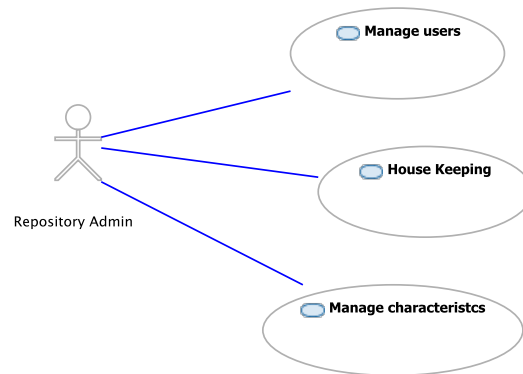 Manage users
House Keeping
Repository Admin
Manage characteristcs